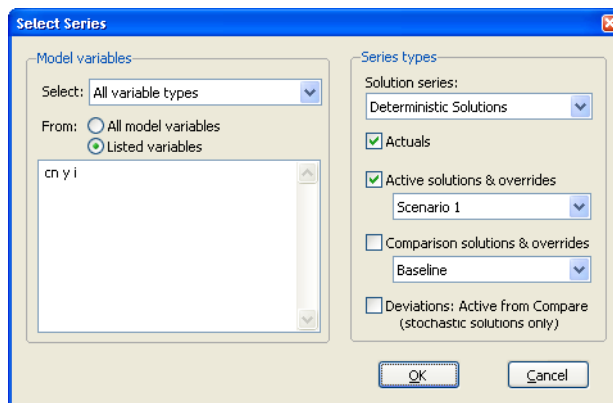 Select Series
Model variables
Select: All variable types
From: All model variables
Listed variables
cn y i
Series types
Solution series:
Deterministic Solutions
Actuals
Active solutions & overrides
Scenario 1
Comparison solutions & overrides
Baseline
Deviations: Active from Compare
(stochastic solutions only)
OK
Cancel